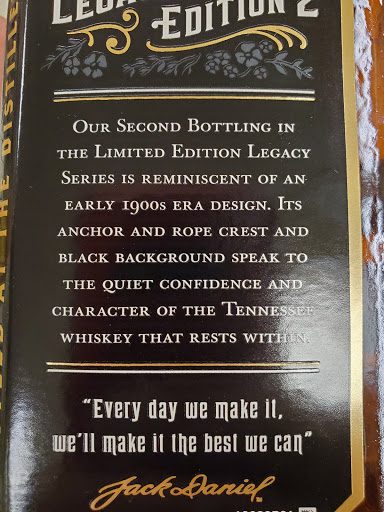 EDITION 2
OUR SECOND BOTTLING IN
THE LIMITED EDITION LEGACY
SERIES IS REMINISCENT OF AN
EARLY 1900S ERA DESIGN. ITS
ANCHOR AND ROPE CREST AND
BLACK BACKGROUND SPEAK TO
THE QUIET CONFIDENCE AND
CHARACTER OF THE TENNESSEE
WHISKEY THAT RESTS WITHIN.
"Every day we make it,
we'll make it the best we can"
Jack Daniel